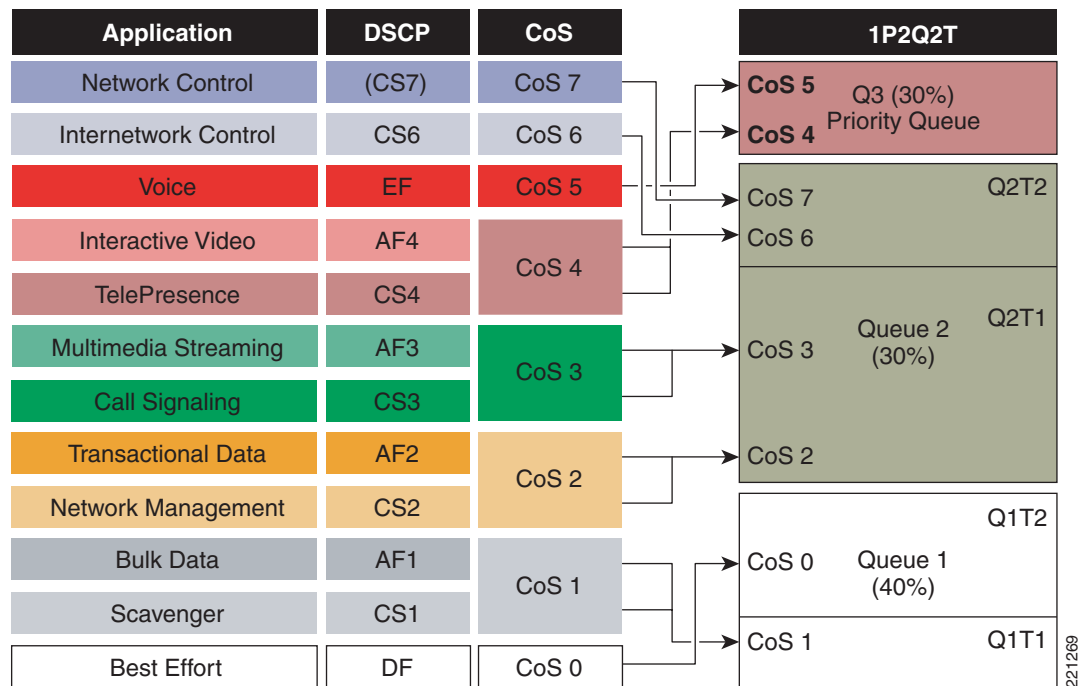 Application DSCP CoS 1P2Q2T
Network Control (CS7) CoS 7
Internetwork Control CS6 CoS 6
Voice EF CoS 5
Interactive Video AF4
CoS 4
TelePresence CS4
Multimedia Streaming AF3
CoS 3
Call Signaling CS3
Transactional Data AF2
CoS 2
Network Management CS2
Bulk Data AF1
CoS 1
Scavenger CS1
Best Effort DF CoS 0
CoS 5
Q3 (30%)
Priority Queue
CoS 4
CoS 7
Q2T2
CoS 6
Q2T1
Queue 2
(30%)
CoS 3
CoS 2
Q1T2
CoS 0
Queue 1
(40%)
CoS 1
Q1T1
221269